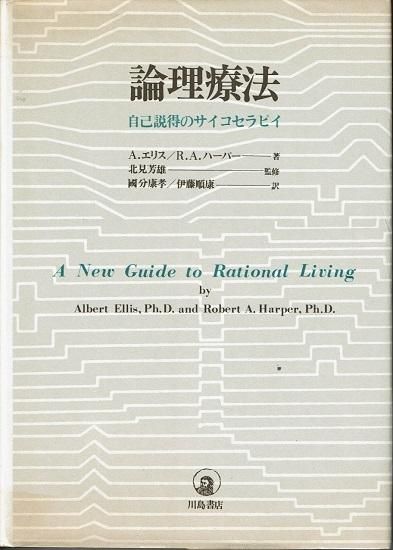 論理療法
自己説得のサイコセラピイ
A.エリス/R.A.ハーパー——著
北見芳雄——監修
國分康孝/伊藤順康——訳
A New Guide to Rational Living
by
Albert Ellis, Ph.D. and Robert A. Harper, Ph.D.
川島書店